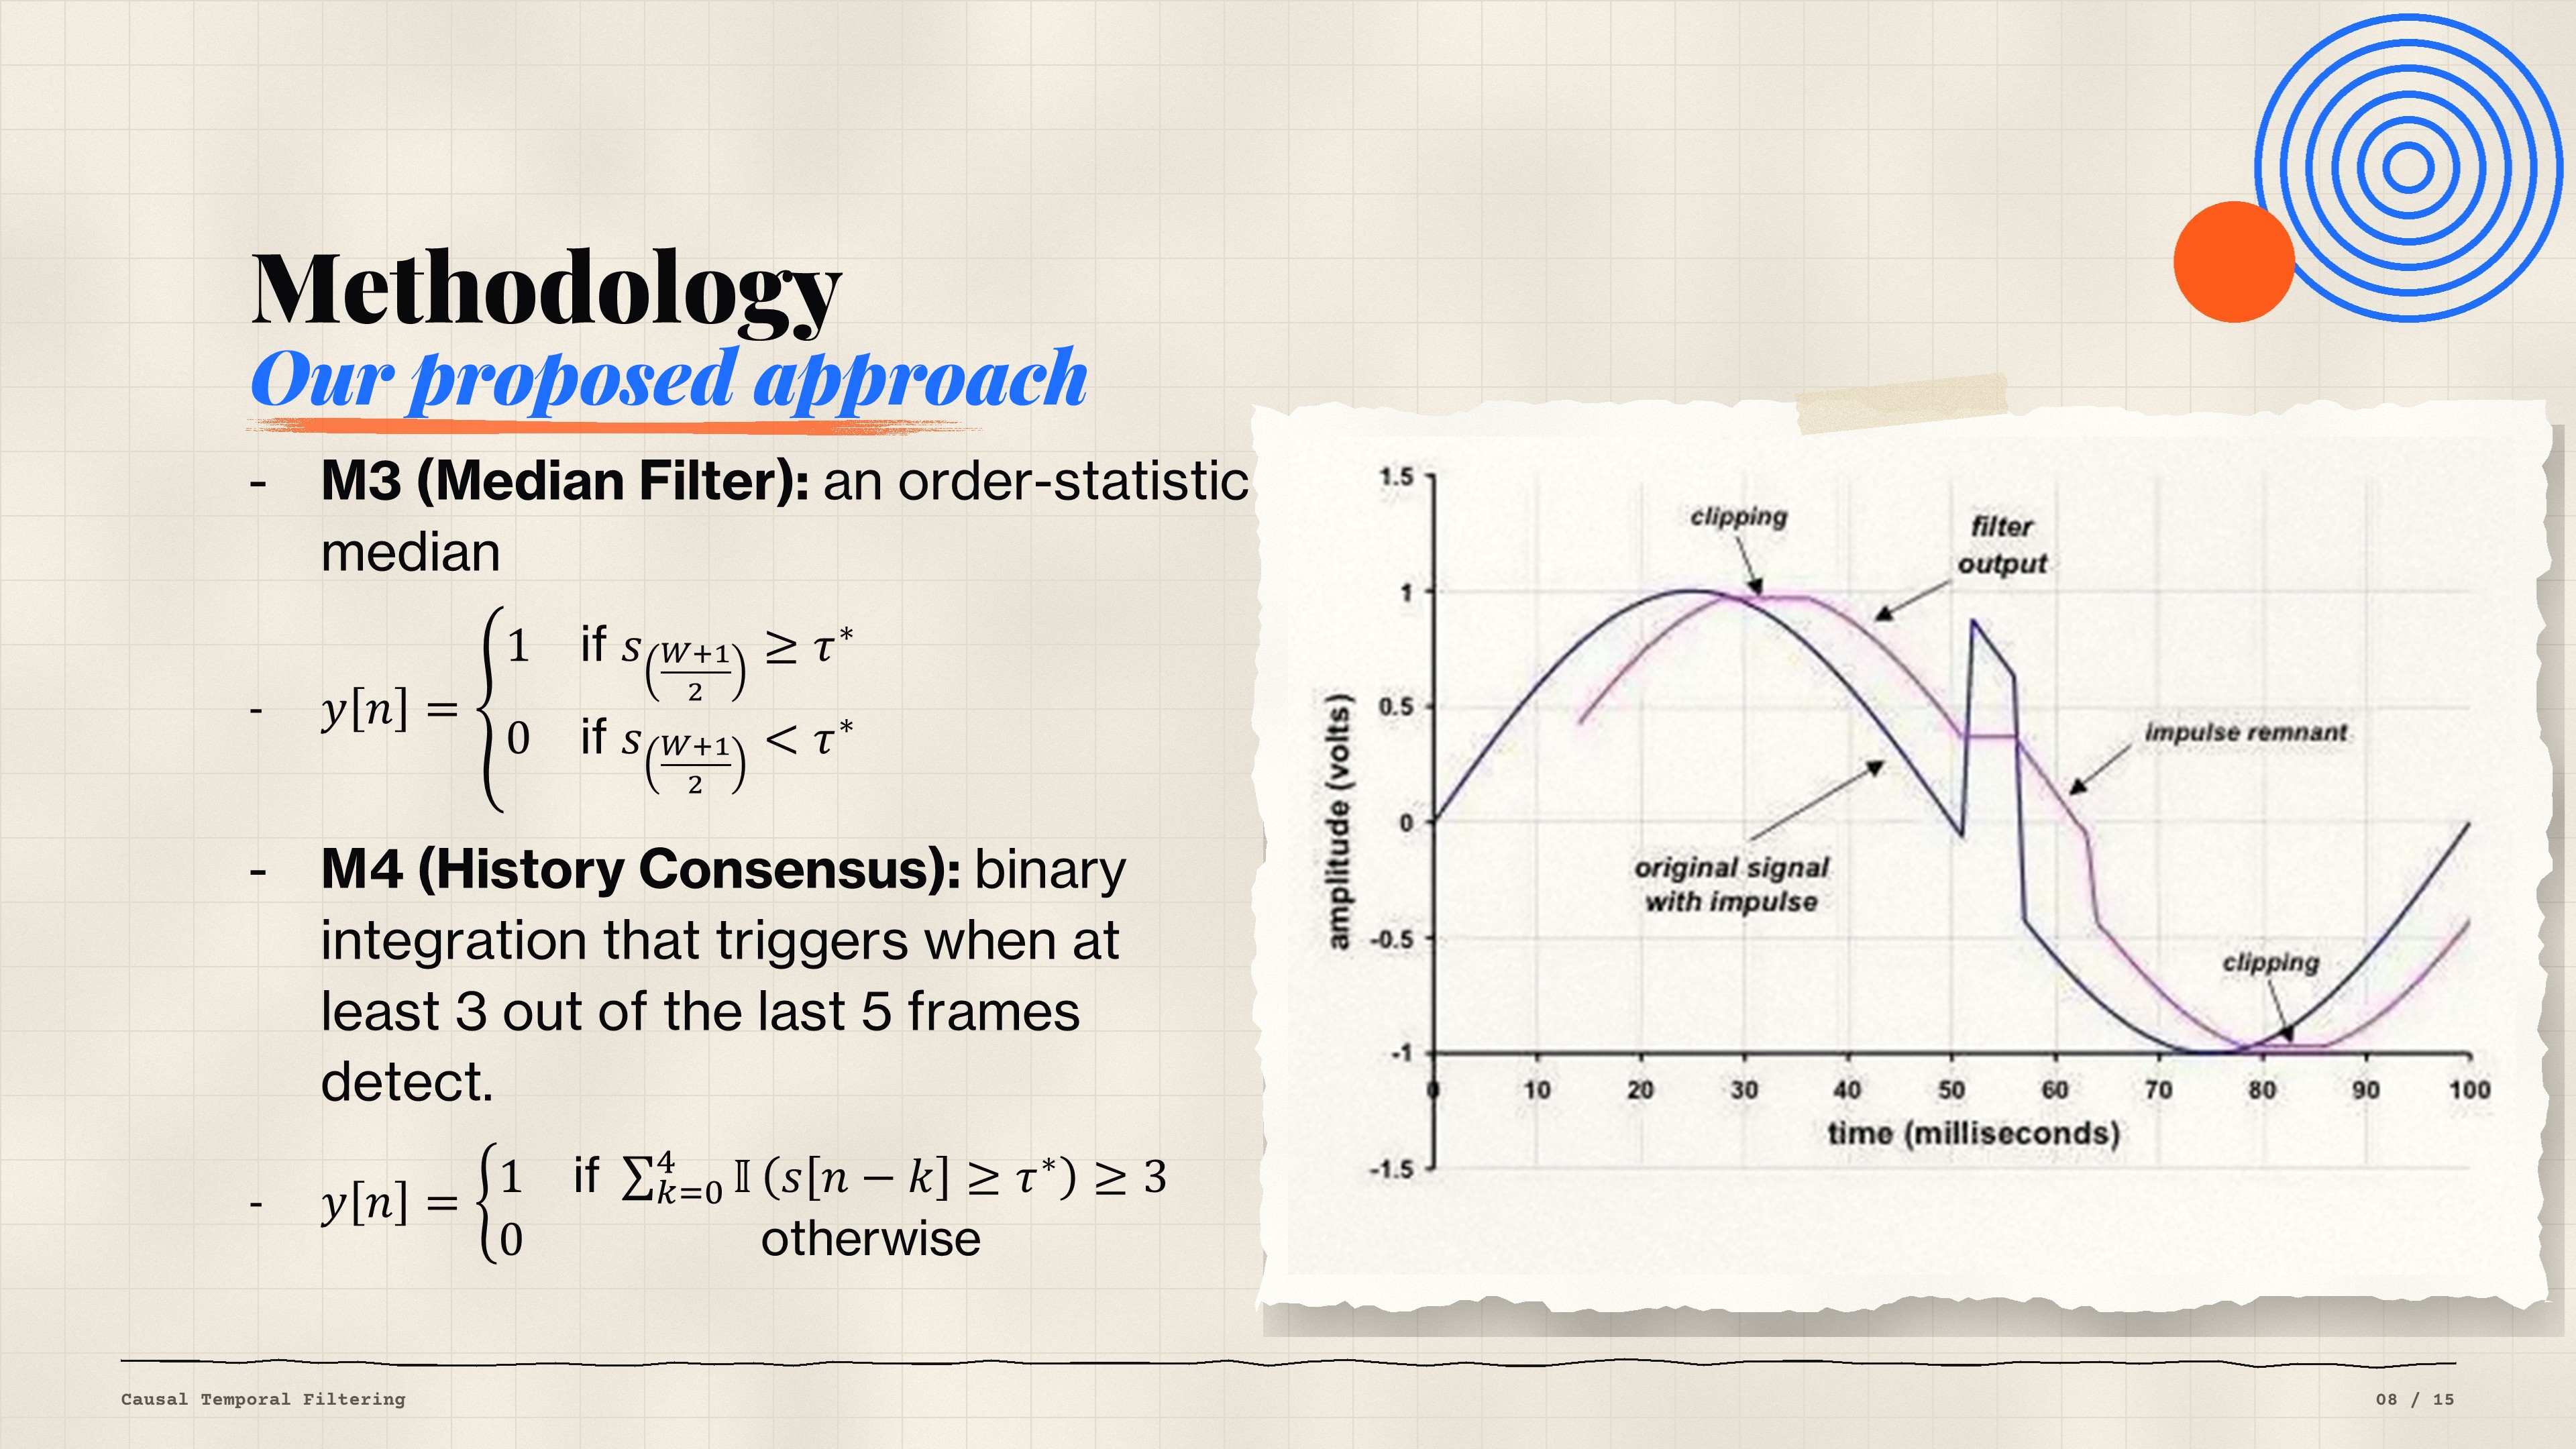 Methodology
Our proposed approach
- M3 (Median Filter): an order-statistic
median
- y[n] = { 1 if s_((W+1)/2) ≥ τ*
0 if s_((W+1)/2) < τ*
- M4 (History Consensus): binary
integration that triggers when at
least 3 out of the last 5 frames
detect.
- y[n] = { 1 if ∑_{k=0}^{4} 𝕀 (s[n − k] ≥ τ*) ≥ 3
0 otherwise
1.5
1
0.5
0
-0.5
-1
-1.5
amplitude (volts)
clipping
filter
output
impulse remnant
original signal
with impulse
clipping
0 10 20 30 40 50 60 70 80 90 100
time (milliseconds)
Causal Temporal Filtering
08 / 15